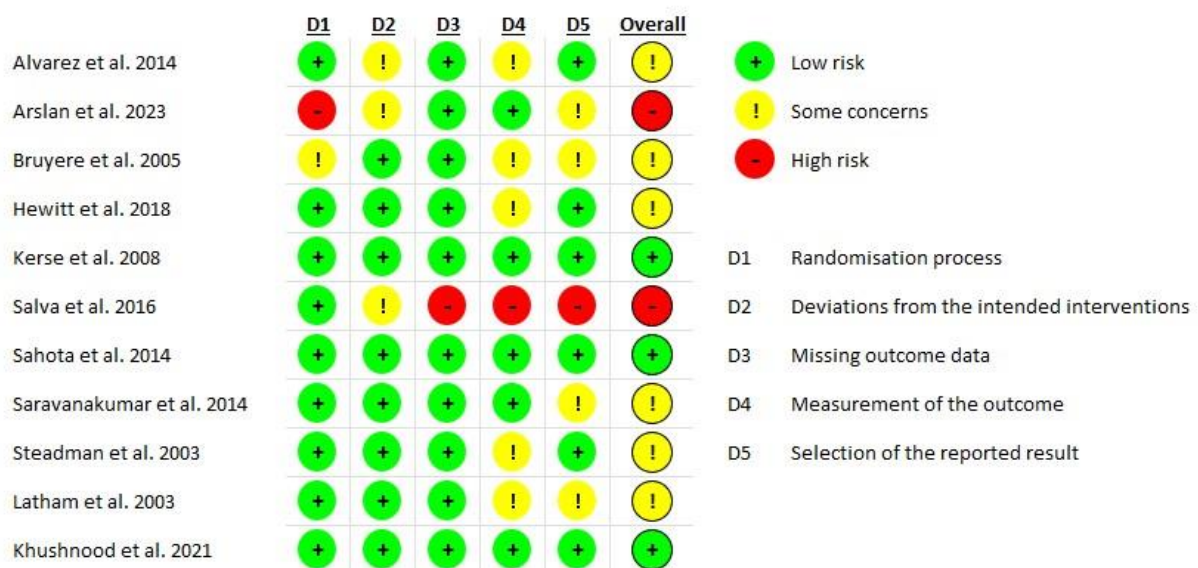 D1 D2 D3 D4 D5 Overall
Alvarez et al. 2014 + ! + ! + ! + Low risk
Arslan et al. 2023 - ! + + ! - ! Some concerns
Bruyere et al. 2005 ! + + ! ! ! - High risk
Hewitt et al. 2018 + + + ! + !
Kerse et al. 2008 + + + + + + D1 Randomisation process
Salva et al. 2016 + ! - - - - D2 Deviations from the intended interventions
Sahota et al. 2014 + + + + + + D3 Missing outcome data
Saravanakumar et al. 2014 + + + + ! ! D4 Measurement of the outcome
Steadman et al. 2003 + + + ! + ! D5 Selection of the reported result
Latham et al. 2003 + + + ! ! !
Khushnood et al. 2021 + + + + + +